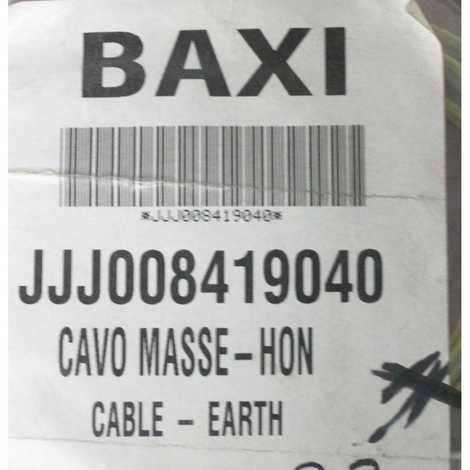 BAXI
*JJJ008419040*
JJJ008419040
CAVO MASSE-HON
CABLE - EARTH